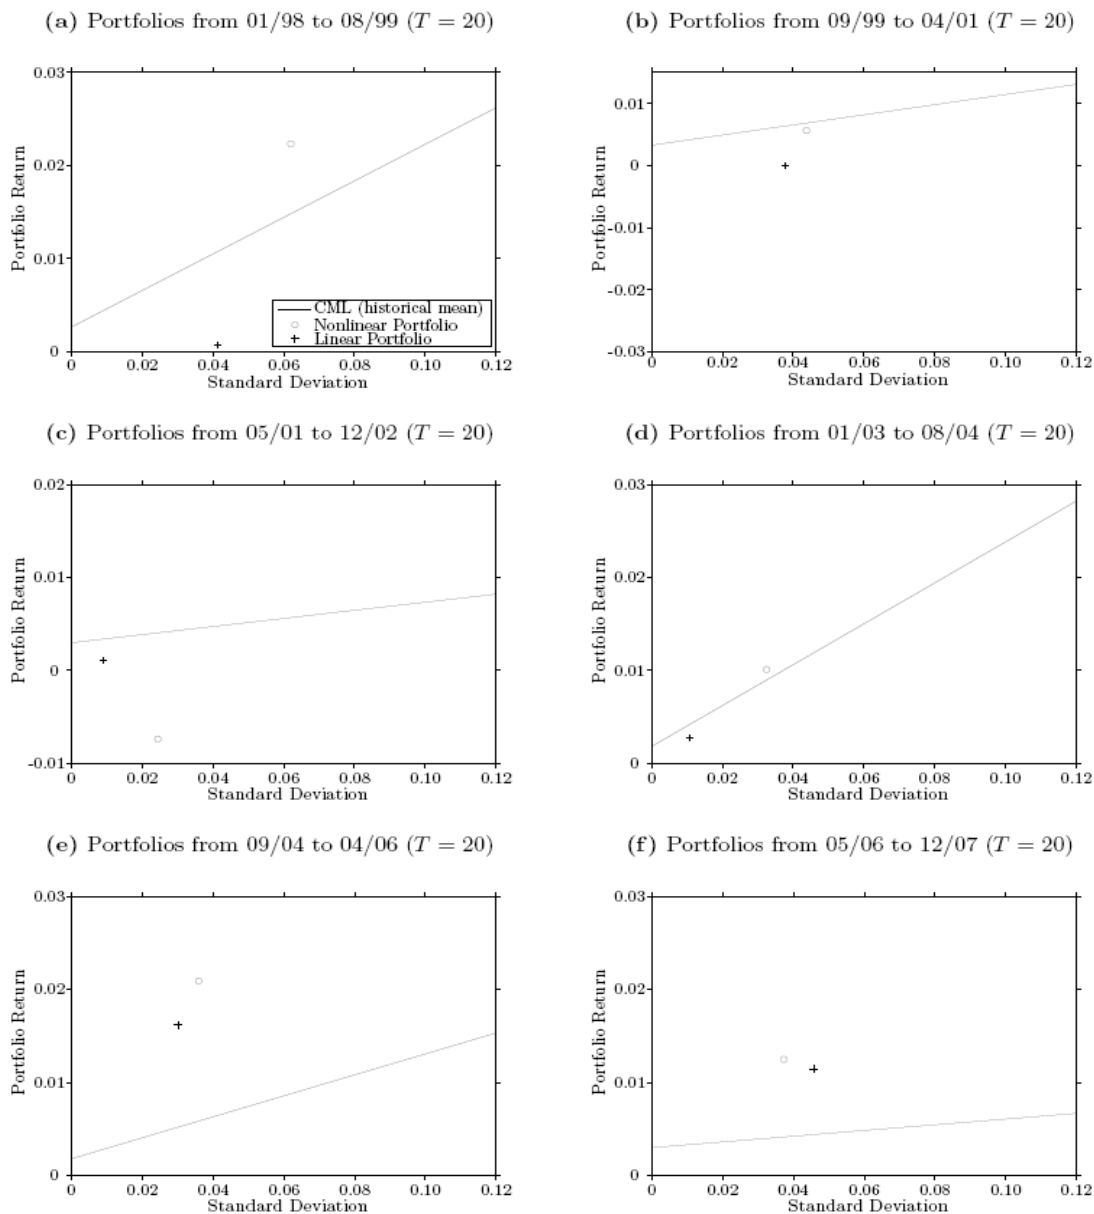 (a) Portfolios from 01/98 to 08/99 (T = 20)
0.03
0.02
0.01
0
Portfolio Return
CML (historical mean)
Nonlinear Portfolio
Linear Portfolio
0 0.02 0.04 0.06 0.08 0.10 0.12
Standard Deviation
(b) Portfolios from 09/99 to 04/01 (T = 20)
0.01
0
-0.01
-0.02
-0.03
Portfolio Return
0 0.02 0.04 0.06 0.08 0.10 0.12
Standard Deviation
(c) Portfolios from 05/01 to 12/02 (T = 20)
0.02
0.01
0
-0.01
Portfolio Return
0 0.02 0.04 0.06 0.08 0.10 0.12
Standard Deviation
(d) Portfolios from 01/03 to 08/04 (T = 20)
0.03
0.02
0.01
0
Portfolio Return
0 0.02 0.04 0.06 0.08 0.10 0.12
Standard Deviation
(e) Portfolios from 09/04 to 04/06 (T = 20)
0.03
0.02
0.01
0
Portfolio Return
0 0.02 0.04 0.06 0.08 0.10 0.12
Standard Deviation
(f) Portfolios from 05/06 to 12/07 (T = 20)
0.03
0.02
0.01
0
Portfolio Return
0 0.02 0.04 0.06 0.08 0.10 0.12
Standard Deviation